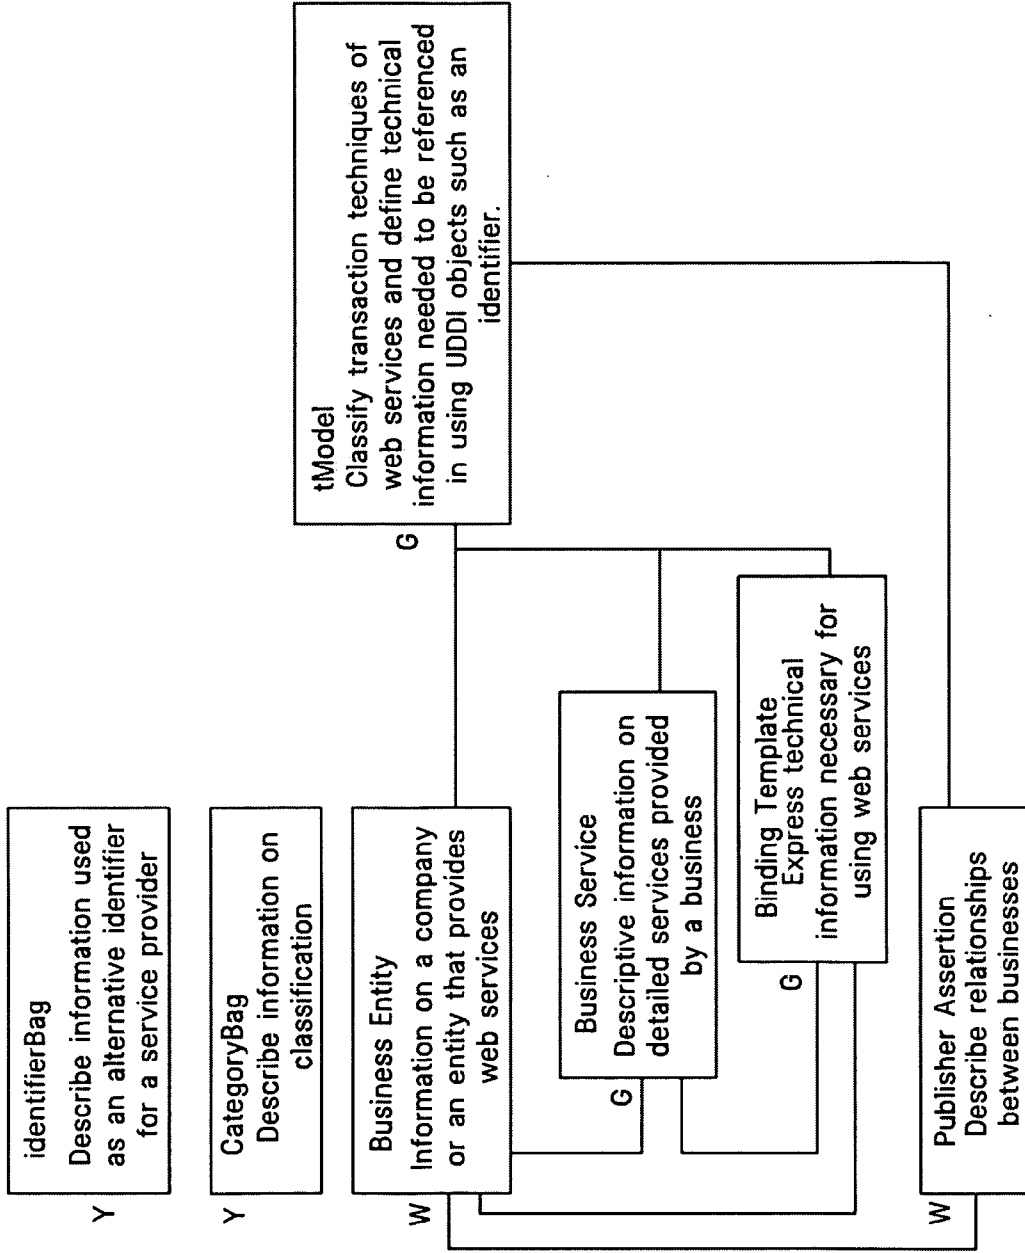 Y
identifierBag
Describe information used
as an alternative identifier
for a service provider
Y
CategoryBag
Describe information on
classification
W
Business Entity
Information on a company
or an entity that provides
web services
G
Business Service
Descriptive information on
detailed services provided
by a business
G
Binding Template
Express technical
information necessary for
using web services
W
Publisher Assertion
Describe relationships
between businesses
G
tModel
Classify transaction techniques of
web services and define technical
information needed to be referenced
in using UDDI objects such as an
identifier.